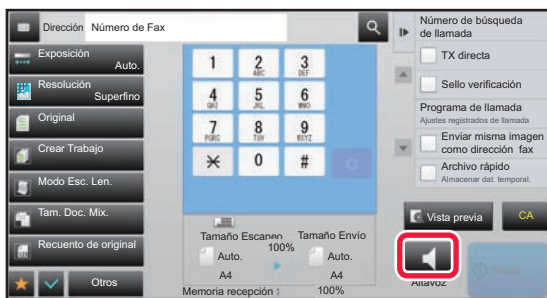 Dirección Número de Fax
Exposición
Auto.
Resolución
Superfino
Original
Crear Trabajo
Modo Esc. Len.
Tam. Doc. Mix.
Recuento de original
Otros
1
2
ABC
3
DEF
4
GHI
5
JKL
6
MNO
7
PQRS
8
TUV
9
WXYZ
0
#
C
Tamaño Escaneo
Tamaño Envío
100%
Auto.
A4
Auto.
A4
Memoria recepción :
100%
Número de búsqueda
de llamada
TX directa
Sello verificación
Programa de llamada
Ajustes registrados de llamada
Enviar misma imagen
como dirección fax
Archivo rápido
Almacenar dat. temporal.
Vista previa
CA
Altavoz
Iniciar